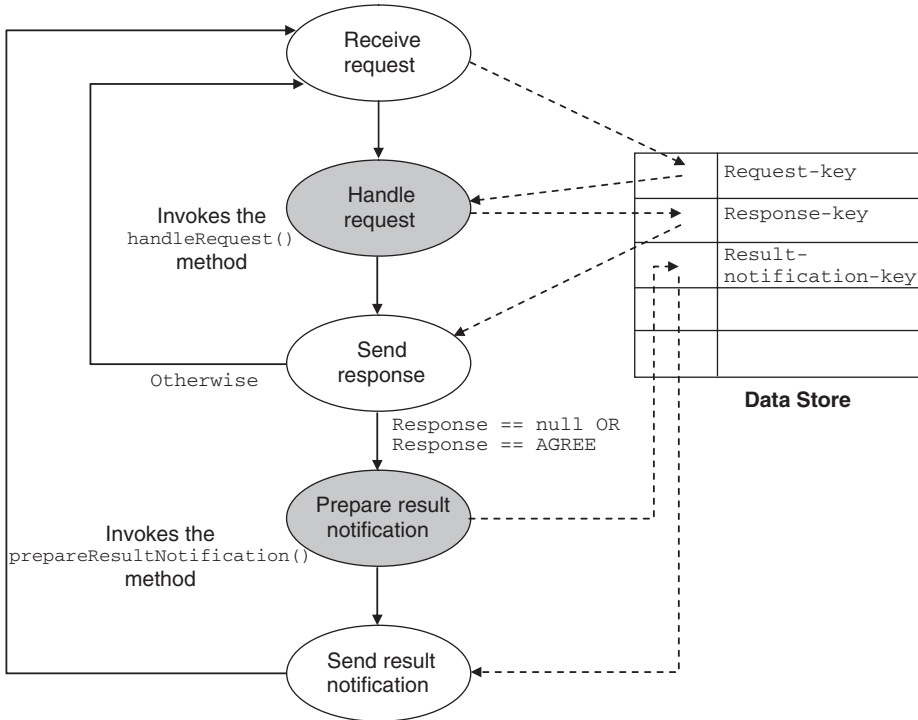 Receive
request
Request-key
Handle
request
Response-key
Invokes the
handleRequest()
method
Result-
notification-key
Send
response
Otherwise
Data Store
Response == null OR
Response == AGREE
Prepare result
notification
Invokes the
prepareResultNotification()
method
Send result
notification